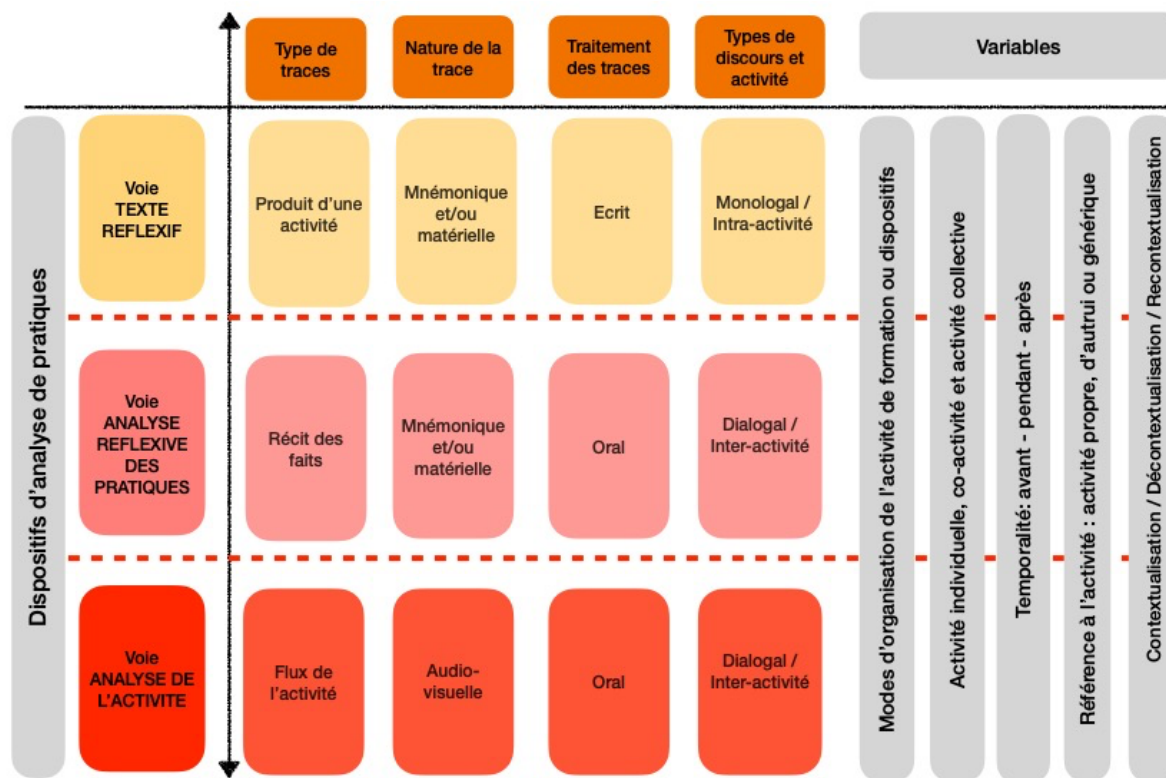 Type de
traces
Nature de la
trace
Traitement
des traces
Types de
discours et
activité
Variables
Dispositifs d'analyse de pratiques
Voie
TEXTE
REFLEXIF
Produit d'une
activité
Mnémonique
et/ou
matérielle
Ecrit
Monologal /
Intra-activité
Voie
ANALYSE
REFLEXIVE
DES
PRATIQUES
Récit des
faits
Mnémonique
et/ou
matérielle
Oral
Dialogal /
Inter-activité
Voie
ANALYSE DE
L'ACTIVITE
Flux de
l'activité
Audio-
visuelle
Oral
Dialogal /
Inter-activité
Modes d'organisation de l'activité de formation ou dispositifs
Activité individuelle, co-activité et activité collective
Temporalité: avant - pendant - après
Référence à l'activité : activité propre, d'autrui ou générique
Contextualisation / Décontextualisation / Recontextualisation